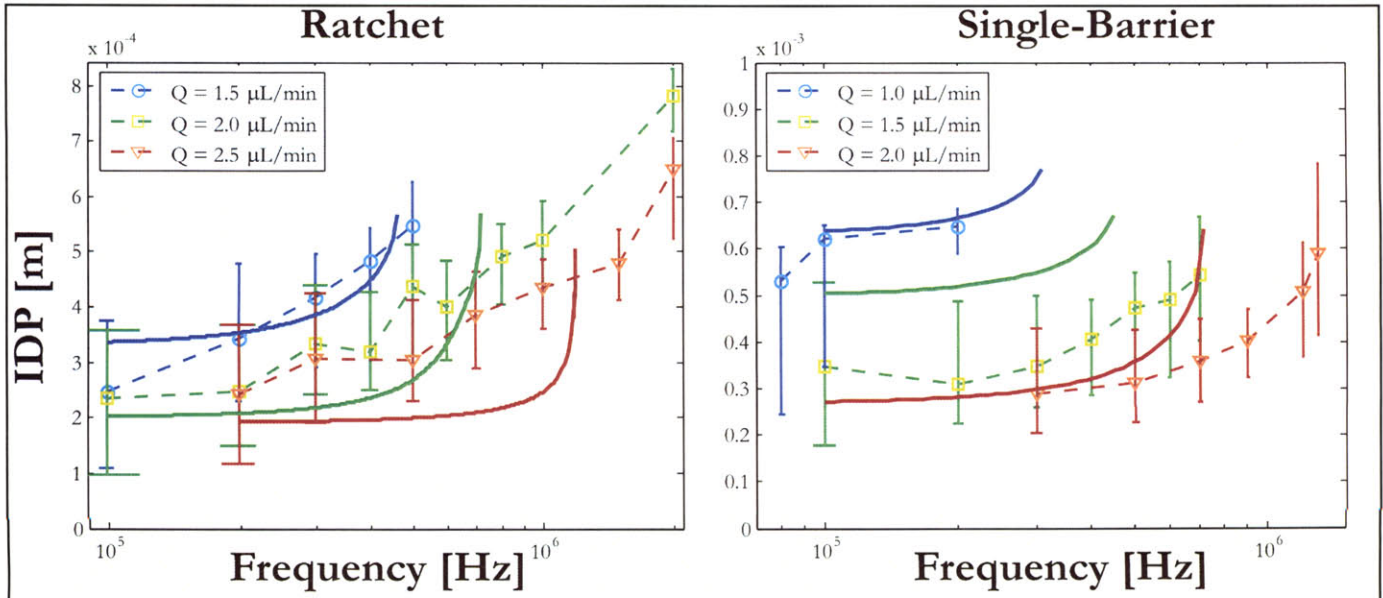 Ratchet
x 10^-4
Q = 1.5 µL/min
Q = 2.0 µL/min
Q = 2.5 µL/min
8
7
6
5
4
3
2
1
0
10^5
10^6
Frequency [Hz]
IDP [m]
Single-Barrier
x 10^-3
Q = 1.0 µL/min
Q = 1.5 µL/min
Q = 2.0 µL/min
1
0.9
0.8
0.7
0.6
0.5
0.4
0.3
0.2
0.1
0
10^5
10^6
Frequency [Hz]